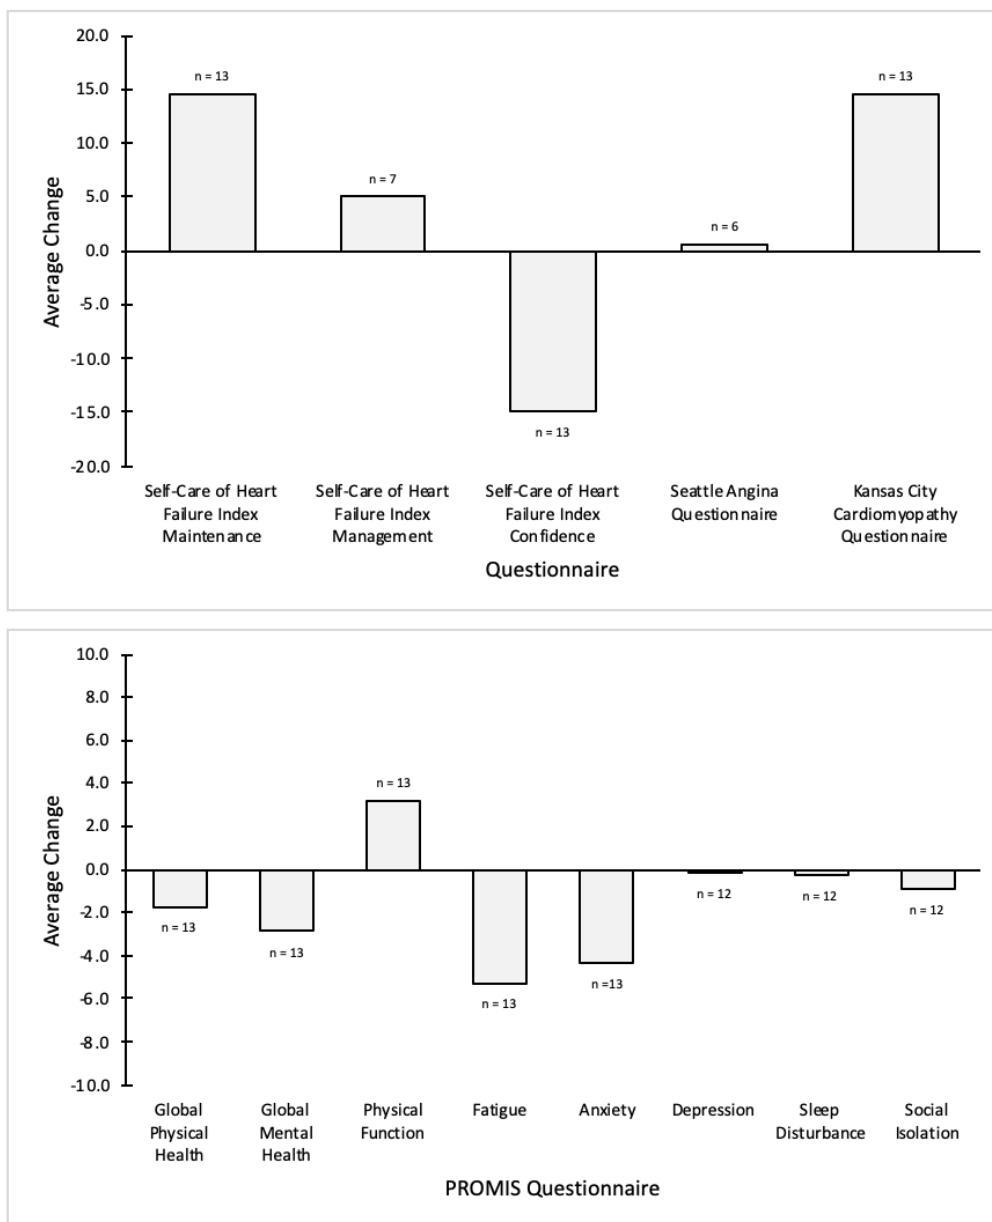 20.0
n = 13
n = 13
15.0
10.0
n = 7
5.0
n = 6
0.0
-5.0
-10.0
-15.0
n = 13
-20.0
Average Change
Self-Care of Heart
Failure Index
Maintenance
Self-Care of Heart
Failure Index
Management
Self-Care of Heart
Failure Index
Confidence
Seattle Angina
Questionnaire
Kansas City
Cardiomyopathy
Questionnaire
Questionnaire
10.0
8.0
6.0
4.0
n = 13
2.0
0.0
-2.0
n = 13
n = 13
n = 13
n =13
n = 12
n = 12
n = 12
-4.0
-6.0
-8.0
-10.0
Average Change
Global
Physical
Health
Global
Mental
Health
Physical
Function
Fatigue
Anxiety
Depression
Sleep
Disturbance
Social
Isolation
PROMIS Questionnaire